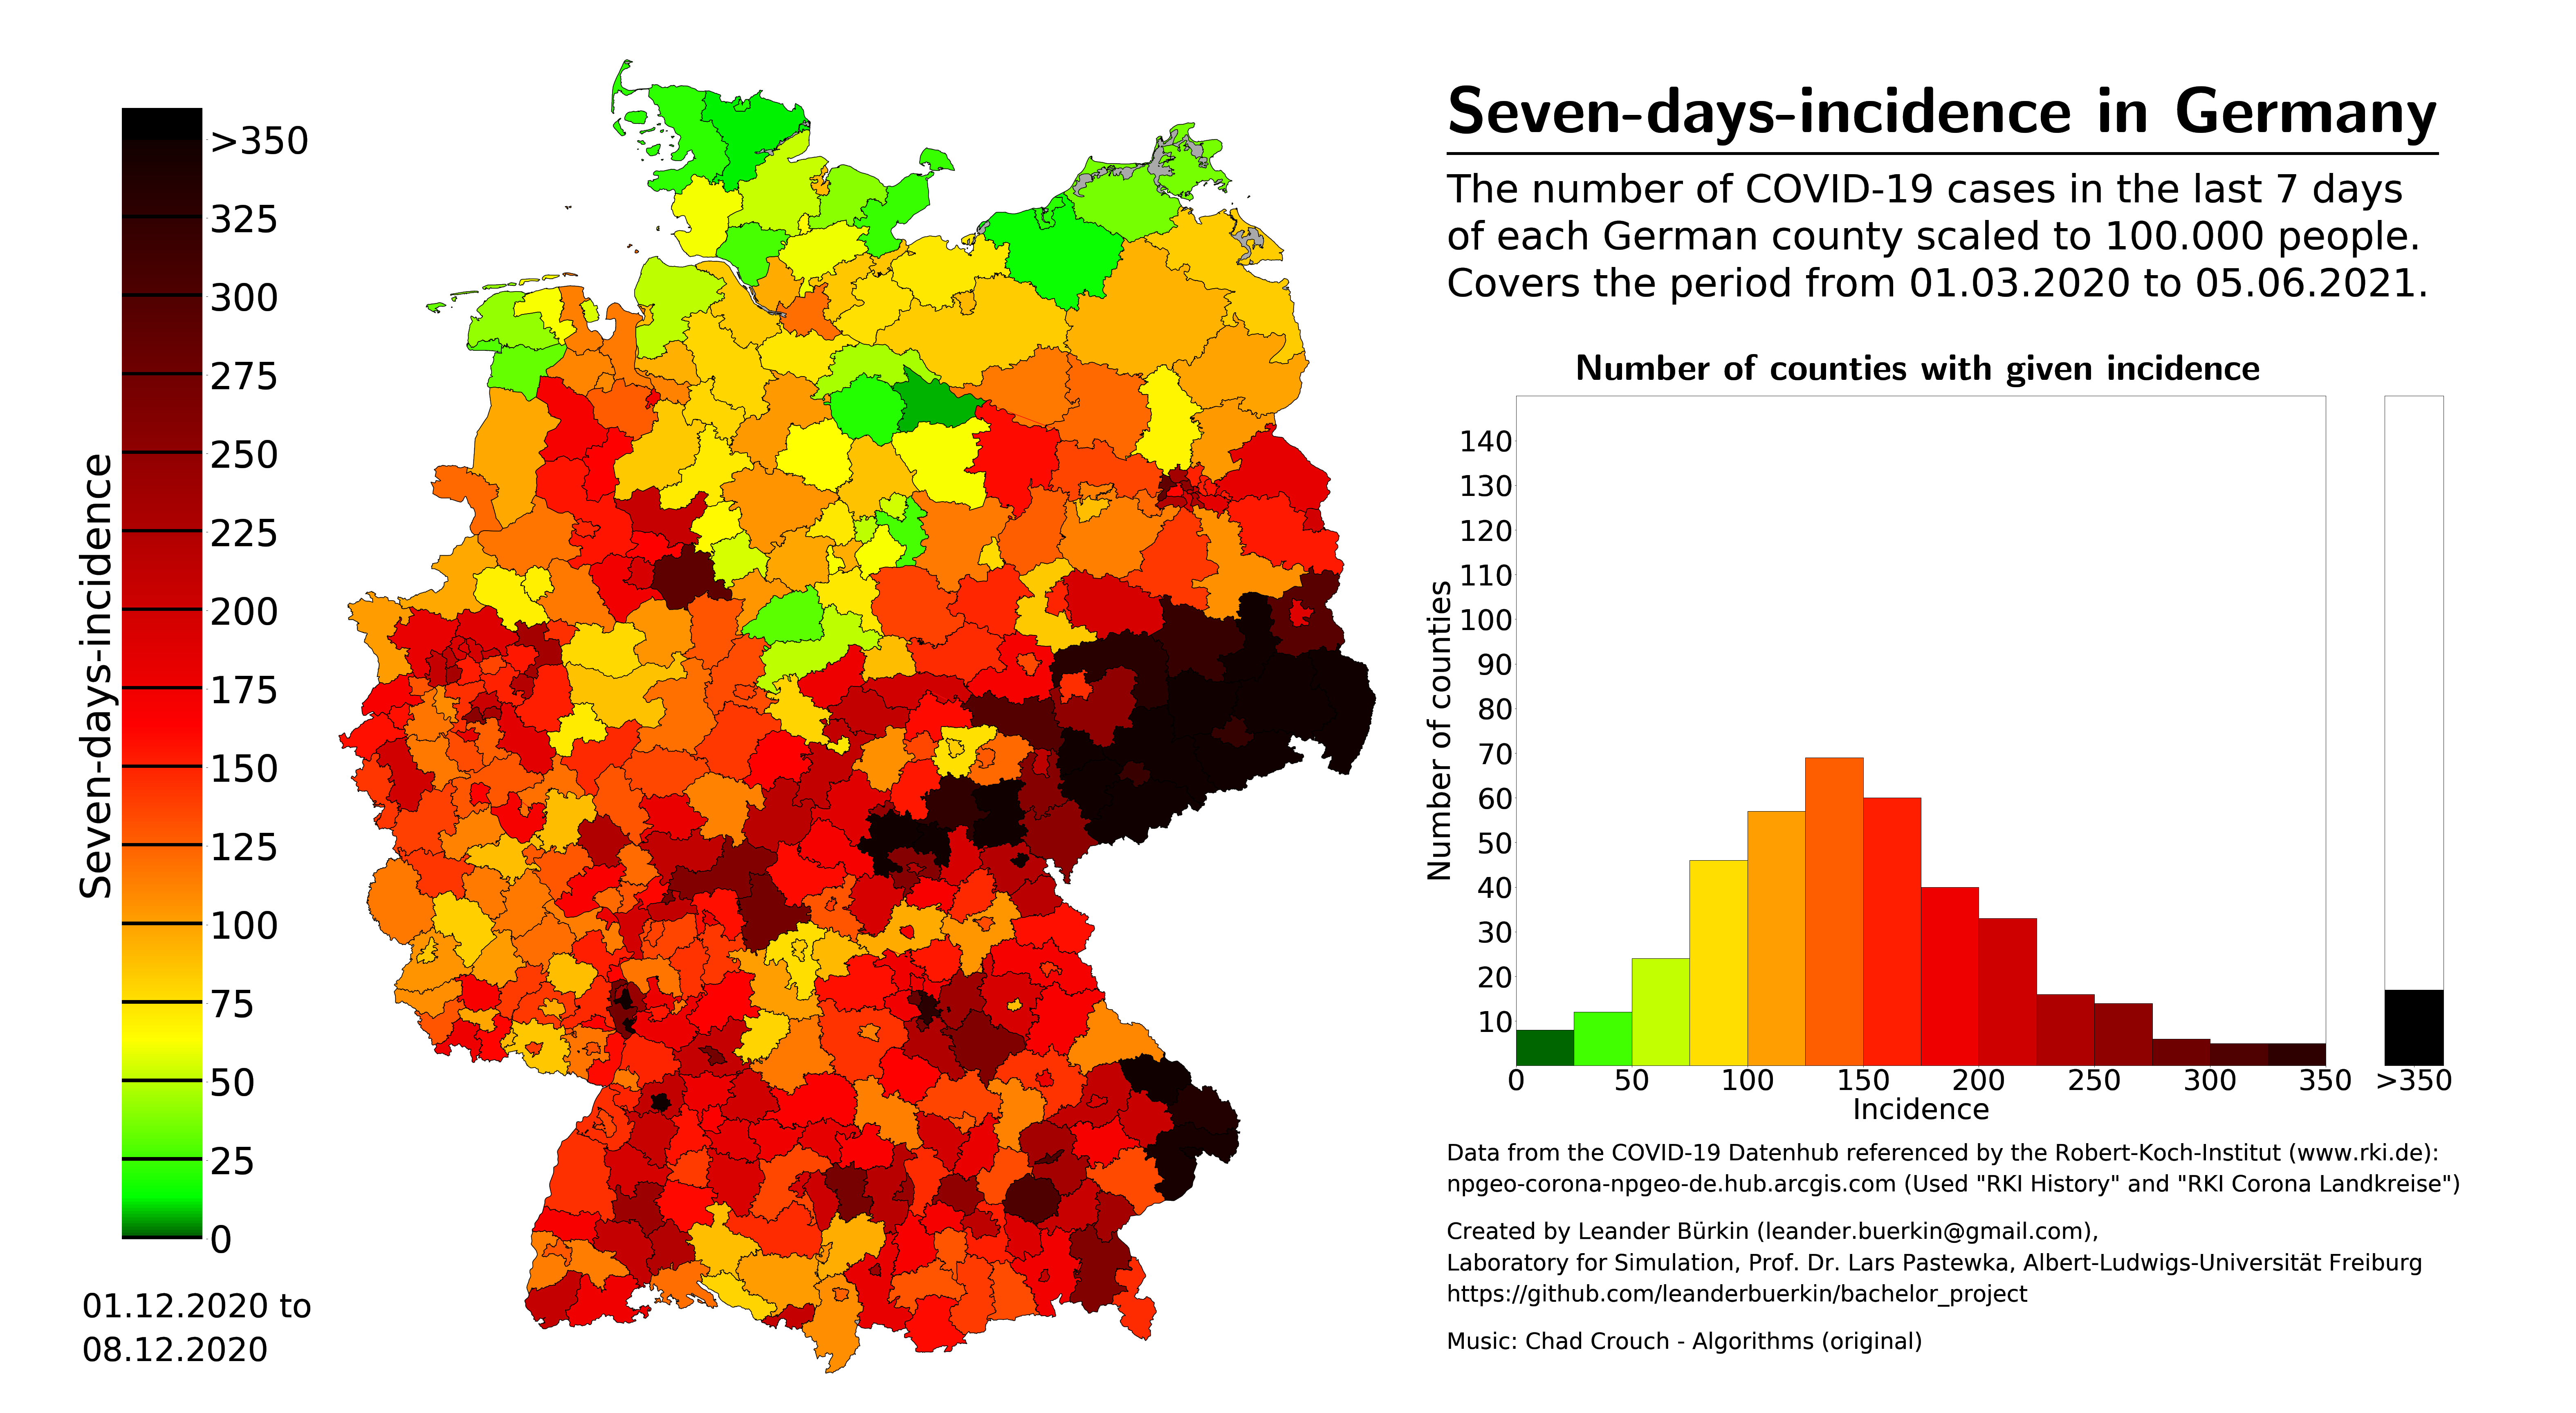 Seven-days-incidence in Germany
The number of COVID-19 cases in the last 7 days
of each German county scaled to 100.000 people.
Covers the period from 01.03.2020 to 05.06.2021.
Seven-days-incidence
>350
325
300
275
250
225
200
175
150
125
100
75
50
25
0
01.12.2020 to
08.12.2020
Number of counties with given incidence
Number of counties
140
130
120
110
100
90
80
70
60
50
40
30
20
10
0 50 100 150 200 250 300 350 >350
Incidence
Data from the COVID-19 Datenhub referenced by the Robert-Koch-Institut (www.rki.de):
npgeo-corona-npgeo-de.hub.arcgis.com (Used "RKI History" and "RKI Corona Landkreise")
Created by Leander Bürkin (leander.buerkin@gmail.com),
Laboratory for Simulation, Prof. Dr. Lars Pastewka, Albert-Ludwigs-Universität Freiburg
https://github.com/leanderbuerkin/bachelor_project
Music: Chad Crouch - Algorithms (original)